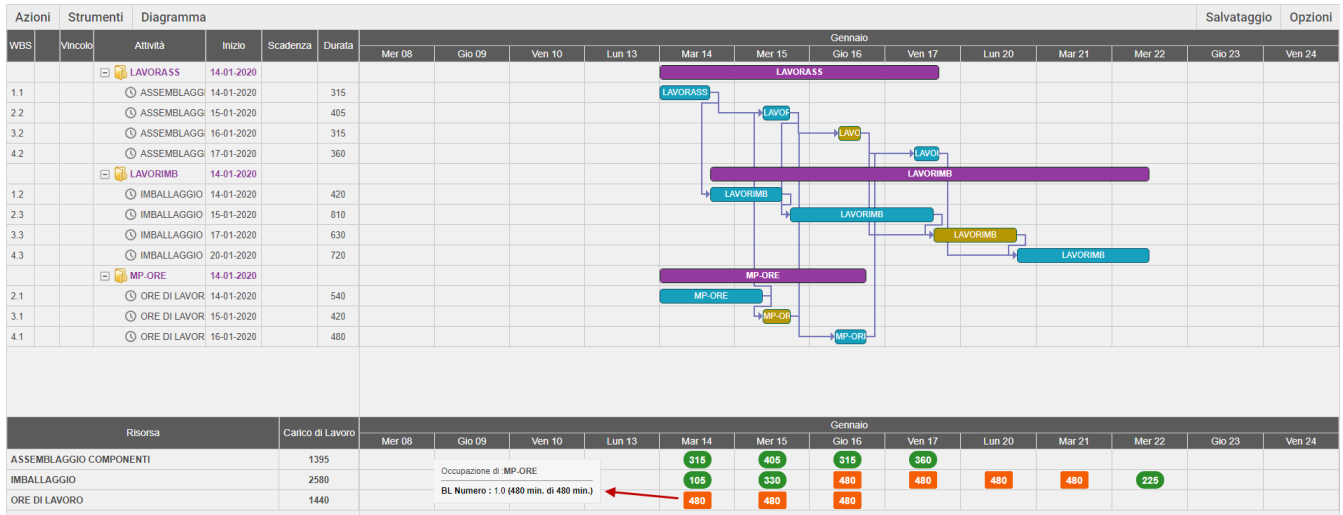 Azioni Strumenti Diagramma Salvataggio Opzioni
WBS Vincolo Attività Inizio Scadenza Durata Gennaio
Mer 08 Gio 09 Ven 10 Lun 13 Mar 14 Mer 15 Gio 16 Ven 17 Lun 20 Mar 21 Mer 22 Gio 23 Ven 24
LAVORASS 14-01-2020 LAVORASS
1.1 ASSEMBLAGGI 14-01-2020 315 LAVORASS
2.2 ASSEMBLAGGI 15-01-2020 405 LAVOR
3.2 ASSEMBLAGGI 16-01-2020 315 LAVO
4.2 ASSEMBLAGGI 17-01-2020 360 LAVOI
LAVORIMB 14-01-2020 LAVORIMB
1.2 IMBALLAGGIO 14-01-2020 420 LAVORIMB
2.3 IMBALLAGGIO 15-01-2020 810 LAVORIMB
3.3 IMBALLAGGIO 17-01-2020 630 LAVORIMB
4.3 IMBALLAGGIO 20-01-2020 720 LAVORIMB
MP-ORE 14-01-2020 MP-ORE
2.1 ORE DI LAVOR 14-01-2020 540 MP-ORE
3.1 ORE DI LAVOR 15-01-2020 420 MP-OR
4.1 ORE DI LAVOR 16-01-2020 480 MP-ORI
Risorsa Carico di Lavoro Gennaio
Mer 08 Gio 09 Ven 10 Lun 13 Mar 14 Mer 15 Gio 16 Ven 17 Lun 20 Mar 21 Mer 22 Gio 23 Ven 24
ASSEMBLAGGIO COMPONENTI 1395 315 405 315 360
Occupazione di :MP-ORE
IMBALLAGGIO 2580 105 330 480 480 480 480 225
BL Numero : 1.0 (480 min. di 480 min.)
ORE DI LAVORO 1440 480 480 480